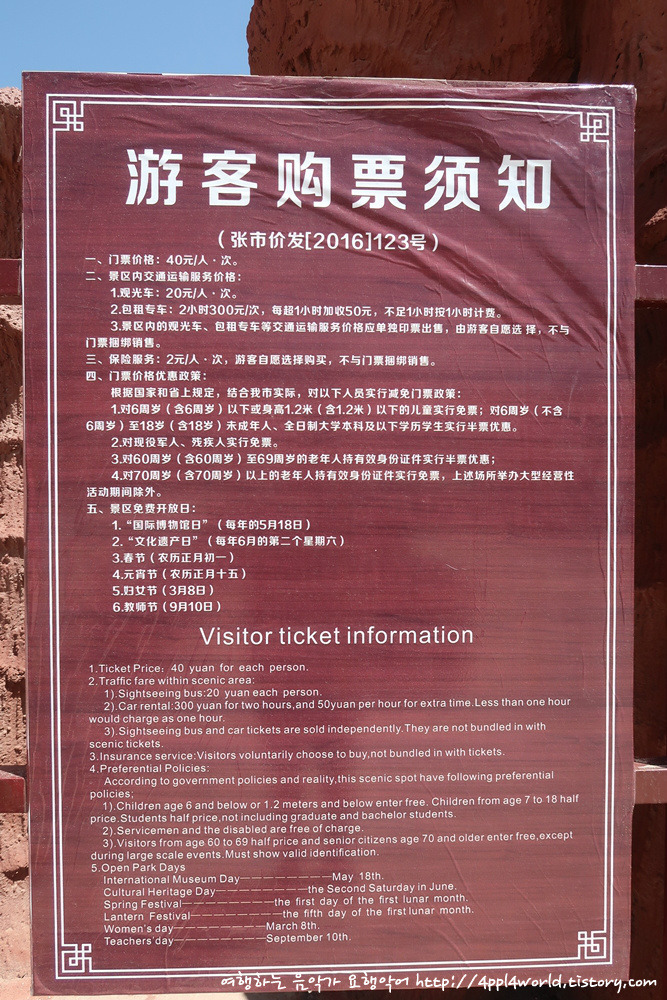 游客购票须知
（张市价发[2016]123号）
一、门票价格：40元/人·次。
二、景区内交通运输服务价格：
1.观光车：20元/人·次。
2.包租专车：2小时300元/次，每超1小时加收50元，不足1小时按1小时计费。
3.景区内的观光车、包租专车等交通运输服务价格应单独印票出售，由游客自愿选 择，不与
门票捆绑销售。
三、保险服务：2元/人·次，游客自愿选择购买，不与门票捆绑销售。
四、门票价格优惠政策：
根据国家和省上规定，结合我市实际，对以下人员实行减免门票政策：
1.对6周岁（含6周岁）以下或身高1.2米（含1.2米）以下的儿童实行免票；对6周岁（不含
6周岁）至18岁（含18岁）未成年人、全日制大学本科及以下学历学生实行半票优惠。
2.对现役军人、残疾人实行免票。
3.对60周岁（含60周岁）至69周岁的老年人持有效身份证件实行半票优惠；
4.对70周岁（含70周岁）以上的老年人持有效身份证件实行免票，上述场所举办大型经营性
活动期间除外。
五、景区免费开放日：
1.“国际博物馆日”（每年的5月18日）
2.“文化遗产日”（每年6月的第二个星期六）
3.春节（农历正月初一）
4.元宵节（农历正月十五）
5.妇女节（3月8日）
6.教师节（9月10日）
Visitor ticket information
1.Ticket Price: 40 yuan for each person.
2.Traffic fare within scenic area:
1).Sightseeing bus:20 yuan each person.
2).Car rental:300 yuan for two hours,and 50yuan per hour for extra time.Less than one hour
would charge as one hour.
3).Sightseeing bus and car tickets are sold independently.They are not bundled in with
scenic tickets.
3.Insurance service:Visitors voluntarily choose to buy,not bundled in with tickets.
4.Preferential Policies:
According to government policies and reality,this scenic spot have following preferential
policies;
1).Children age 6 and below or 1.2 meters and below enter free. Children from age 7 to 18 half
price.Students half price,not including graduate and bachelor students.
2).Servicemen and the disabled are free of charge.
3).Visitors from age 60 to 69 half price and senior citizens age 70 and older enter free,except
during large scale events.Must show valid identification.
5.Open Park Days
International Museum Day———————May 18th.
Cultural Heritage Day———————the Second Saturday in June.
Spring Festival———————the first day of the first lunar month.
Lantern Festival———————the fifth day of the first lunar month.
Women's day———————March 8th.
Teachers'day———————September 10th.
여행하는 음악가 요행악어 http://4ppl4world.tistory.com